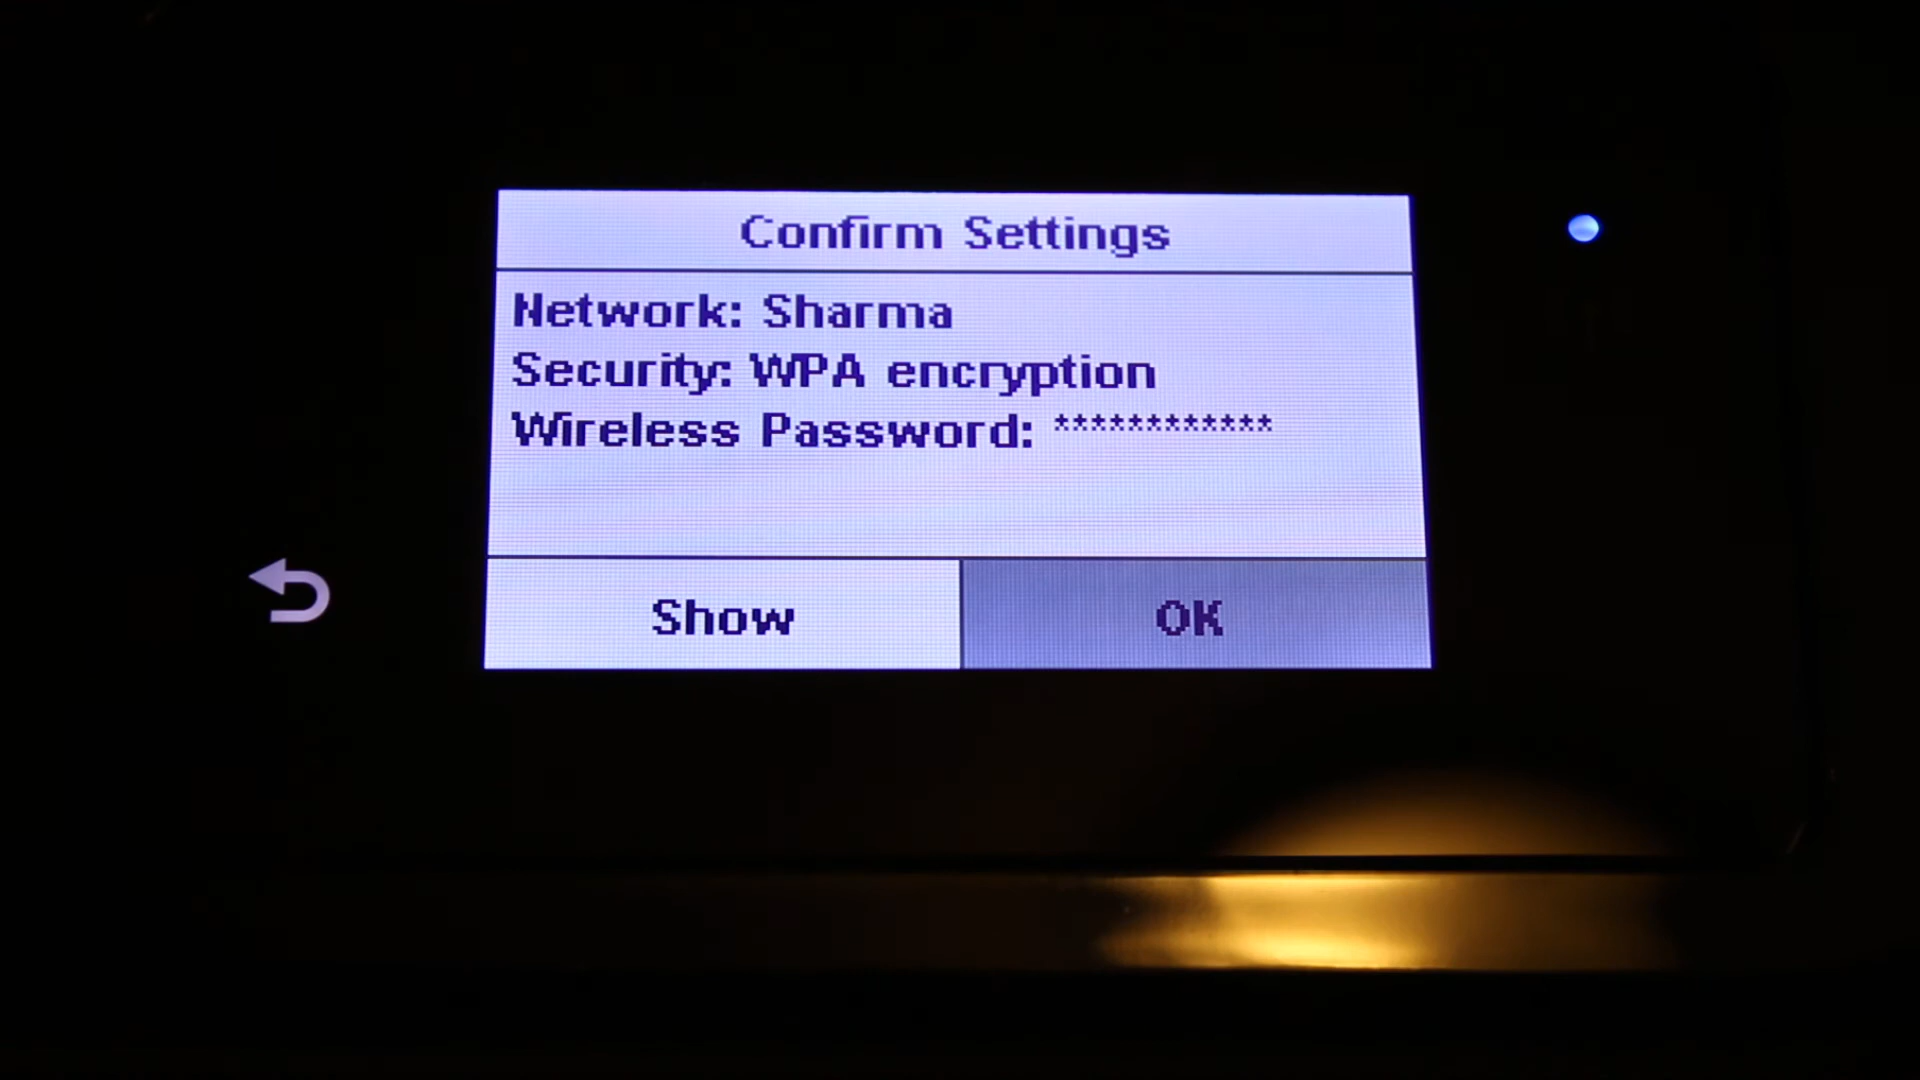 Confirm Settings
Network: Sharma
Security: WPA encryption
Wireless Password: ************
Show
OK